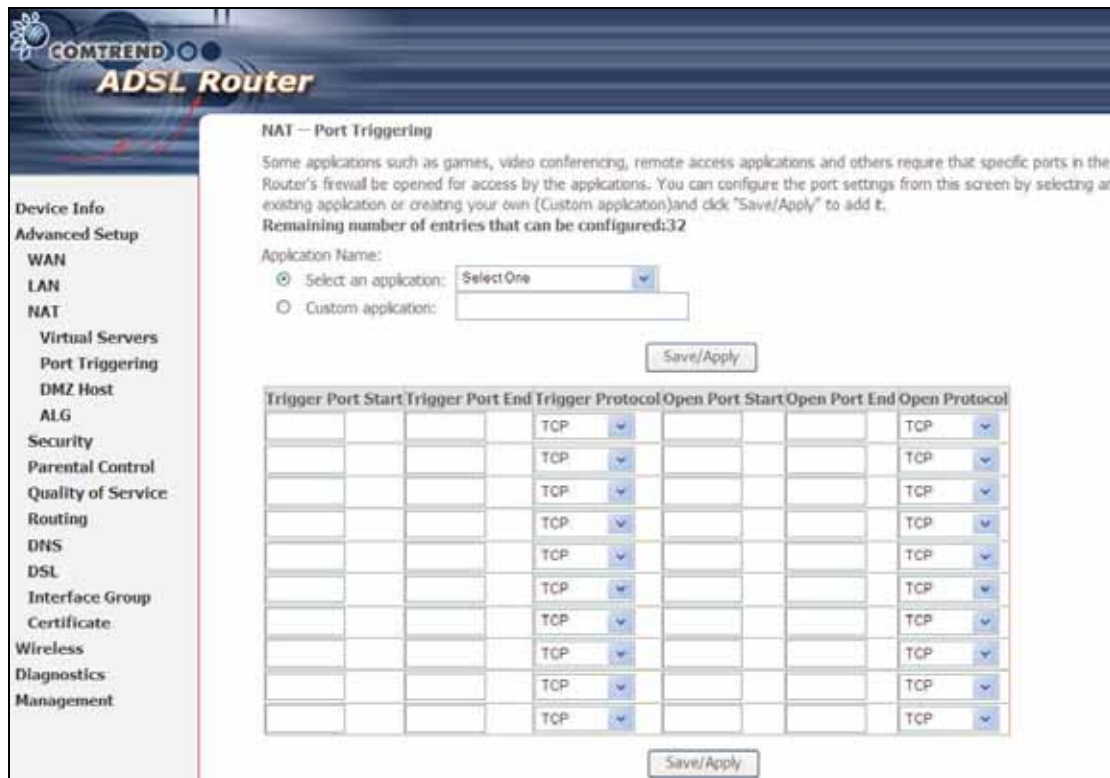 COMTREND
ADSL Router
NAT -- Port Triggering
Some applications such as games, video conferencing, remote access applications and others require that specific ports in the
Router's firewall be opened for access by the applications. You can configure the port settings from this screen by selecting an
existing application or creating your own (Custom application)and click "Save/Apply" to add it.
Remaining number of entries that can be configured:32
Application Name:
Select an application: Select One
Custom application:
Save/Apply
Device Info
Advanced Setup
WAN
LAN
NAT
Virtual Servers
Port Triggering
DMZ Host
ALG
Security
Parental Control
Quality of Service
Routing
DNS
DSL
Interface Group
Certificate
Wireless
Diagnostics
Management
Trigger Port Start Trigger Port End Trigger Protocol Open Port Start Open Port End Open Protocol
TCP TCP
TCP TCP
TCP TCP
TCP TCP
TCP TCP
TCP TCP
TCP TCP
TCP TCP
TCP TCP
TCP TCP
Save/Apply